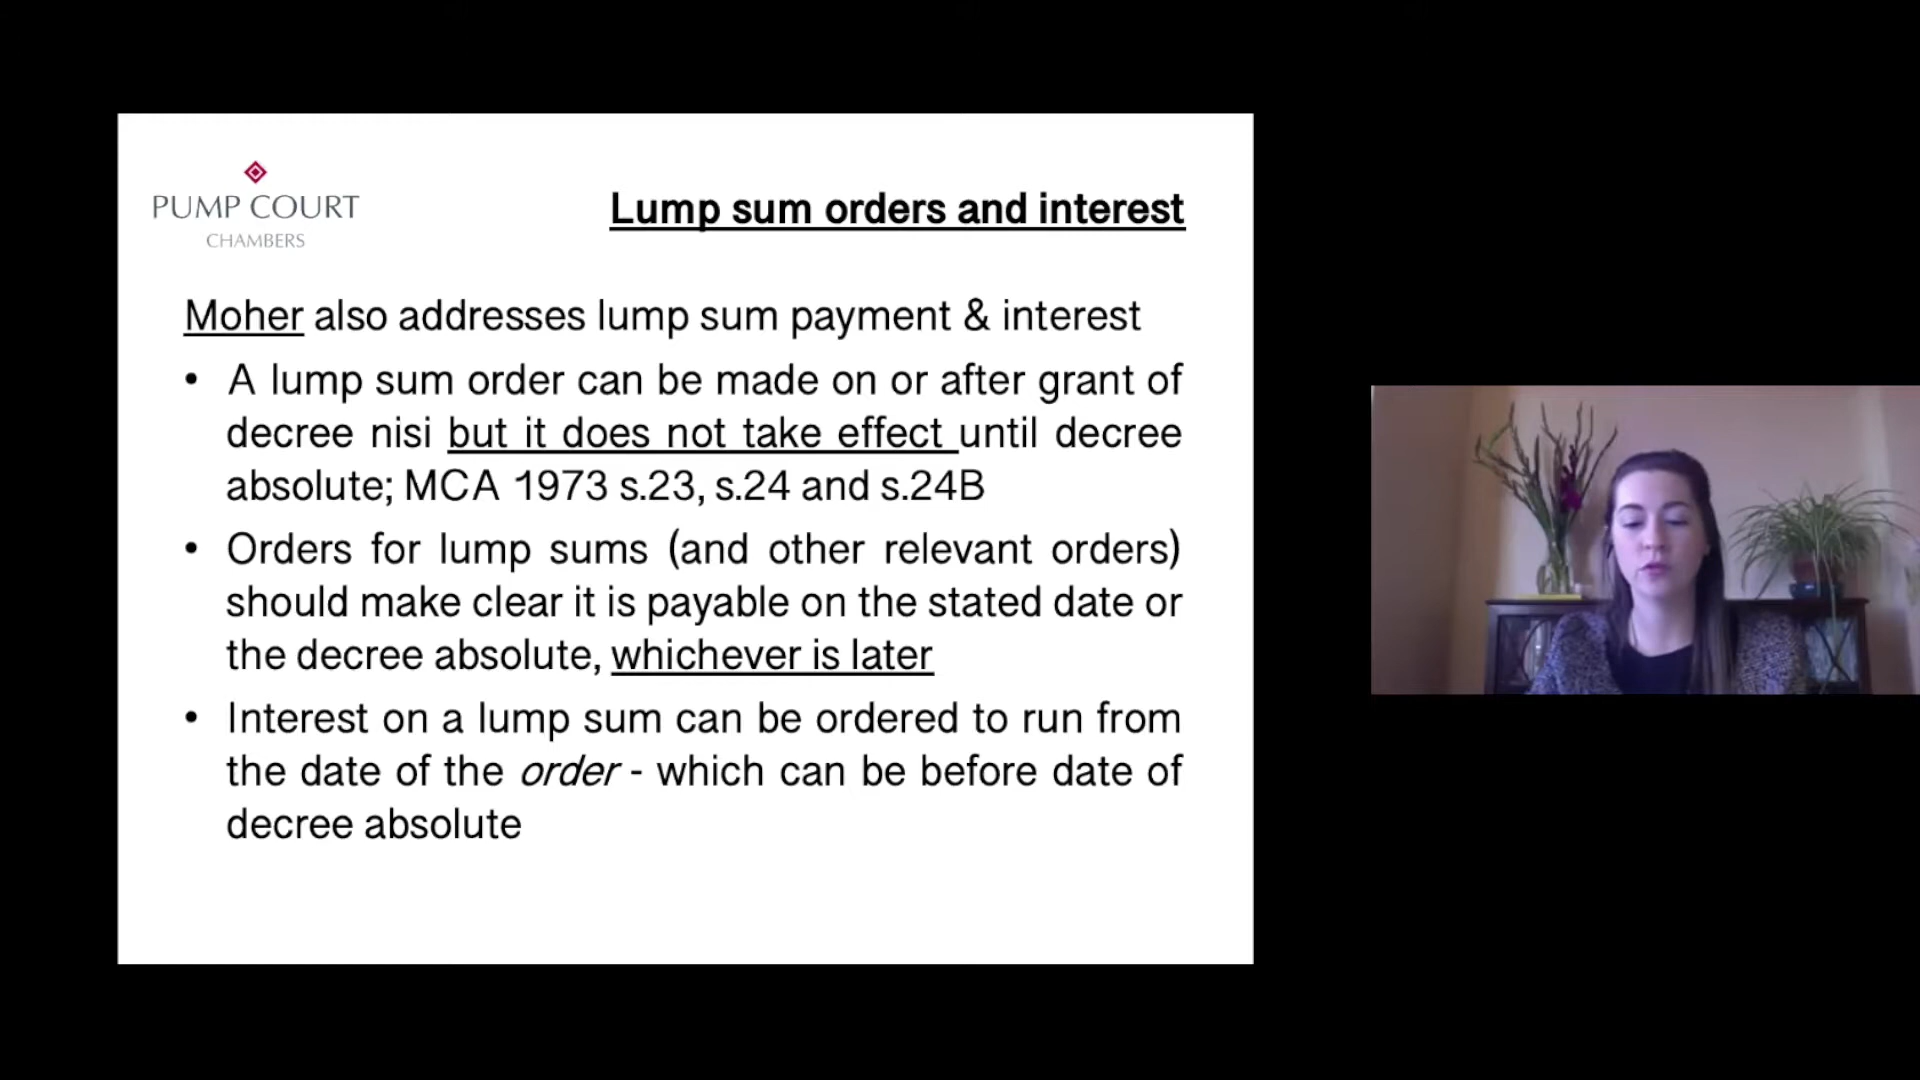 PUMP COURT
CHAMBERS
Lump sum orders and interest
Moher also addresses lump sum payment & interest
• A lump sum order can be made on or after grant of
decree nisi but it does not take effect until decree
absolute; MCA 1973 s.23, s.24 and s.24B
• Orders for lump sums (and other relevant orders)
should make clear it is payable on the stated date or
the decree absolute, whichever is later
• Interest on a lump sum can be ordered to run from
the date of the order - which can be before date of
decree absolute